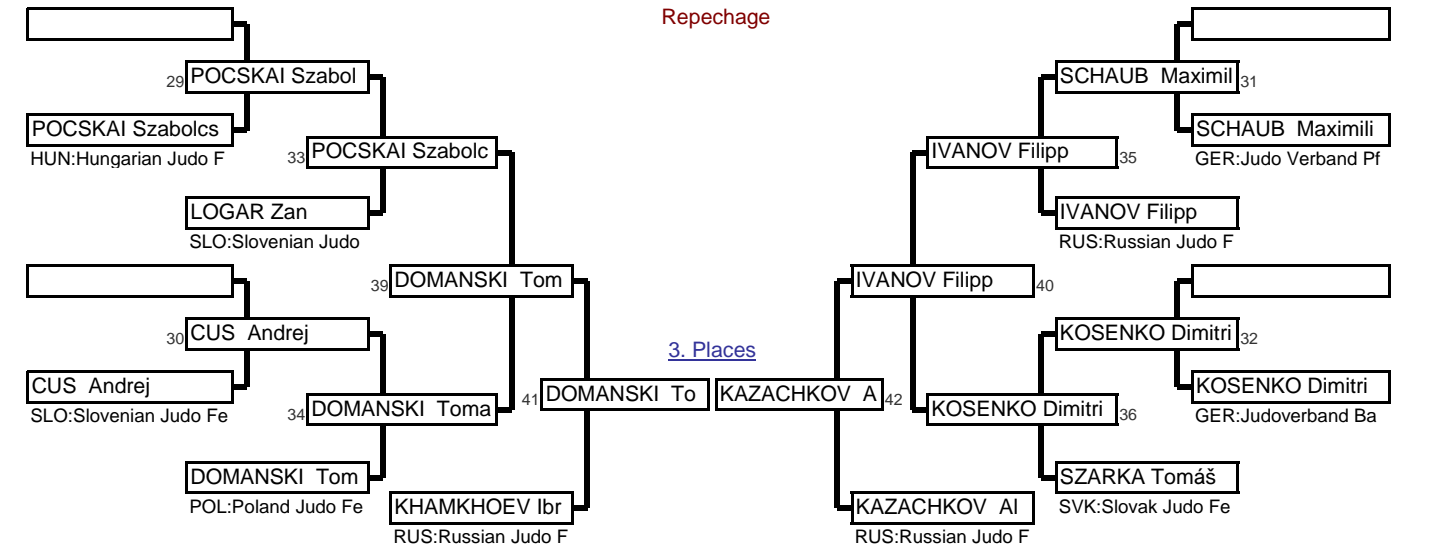 Repechage
29 POCSKAI Szabol
SCHAUB Maximil 31
POCSKAI Szabolcs
HUN:Hungarian Judo F
SCHAUB Maximili
GER:Judo Verband Pf
33 POCSKAI Szabolc
IVANOV Filipp 35
LOGAR Zan
SLO:Slovenian Judo
IVANOV Filipp
RUS:Russian Judo F
39 DOMANSKI Tom
IVANOV Filipp 40
30 CUS Andrej
KOSENKO Dimitri 32
3. Places
CUS Andrej
SLO:Slovenian Judo Fe
41 DOMANSKI To
KAZACHKOV A 42
KOSENKO Dimitri
GER:Judoverband Ba
34 DOMANSKI Toma
KOSENKO Dimitri 36
DOMANSKI Tom
POL:Poland Judo Fe
SZARKA Tomáš
SVK:Slovak Judo Fe
KHAMKHOEV Ibr
RUS:Russian Judo F
KAZACHKOV Al
RUS:Russian Judo F